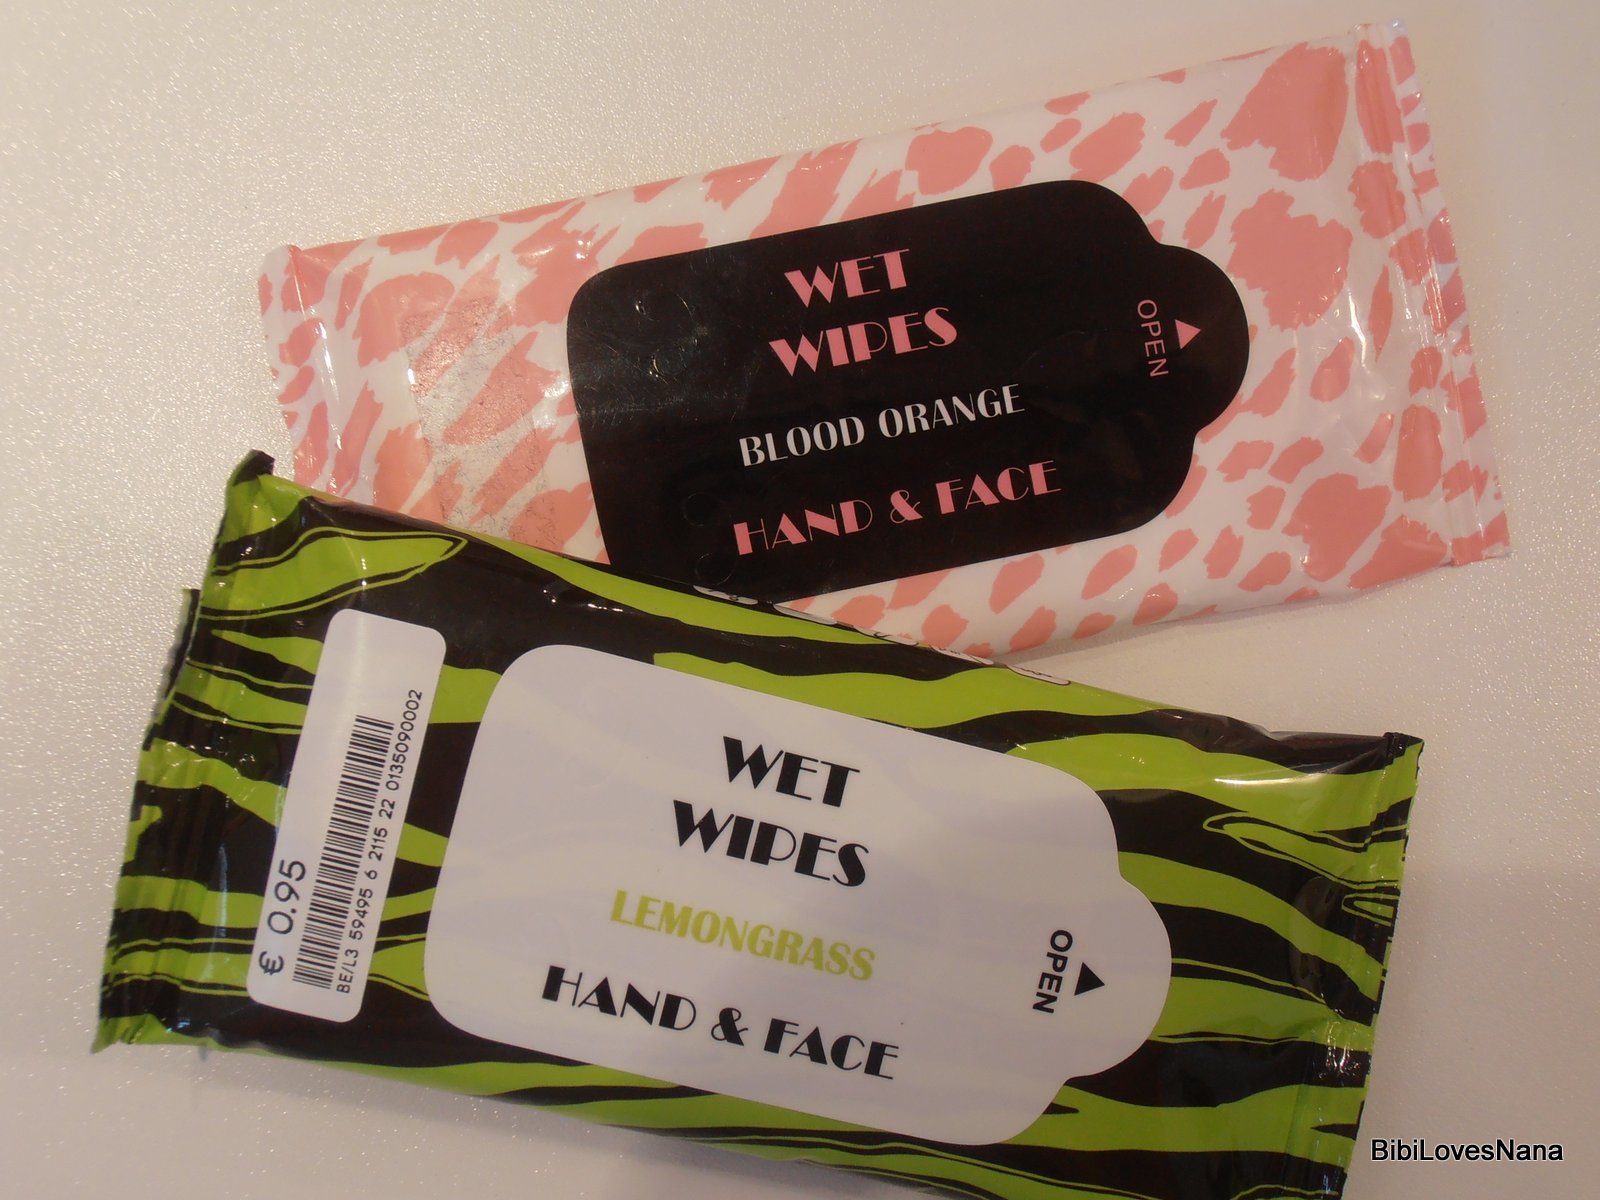 WET
WIPES
BLOOD ORANGE
HAND & FACE
OPEN
WET
WIPES
LEMONGRASS
HAND & FACE
OPEN
€ 0.95
BE/L3 59495 6 2115 22 0135090002
BibiLovesNana